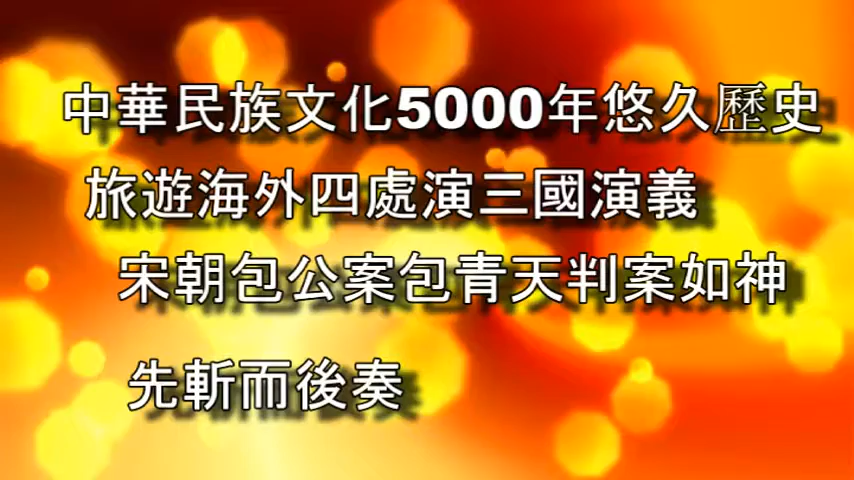 中華民族文化5000年悠久歷史
旅遊海外四處演三國演義
宋朝包公案包青天判案如神
先斬而後奏